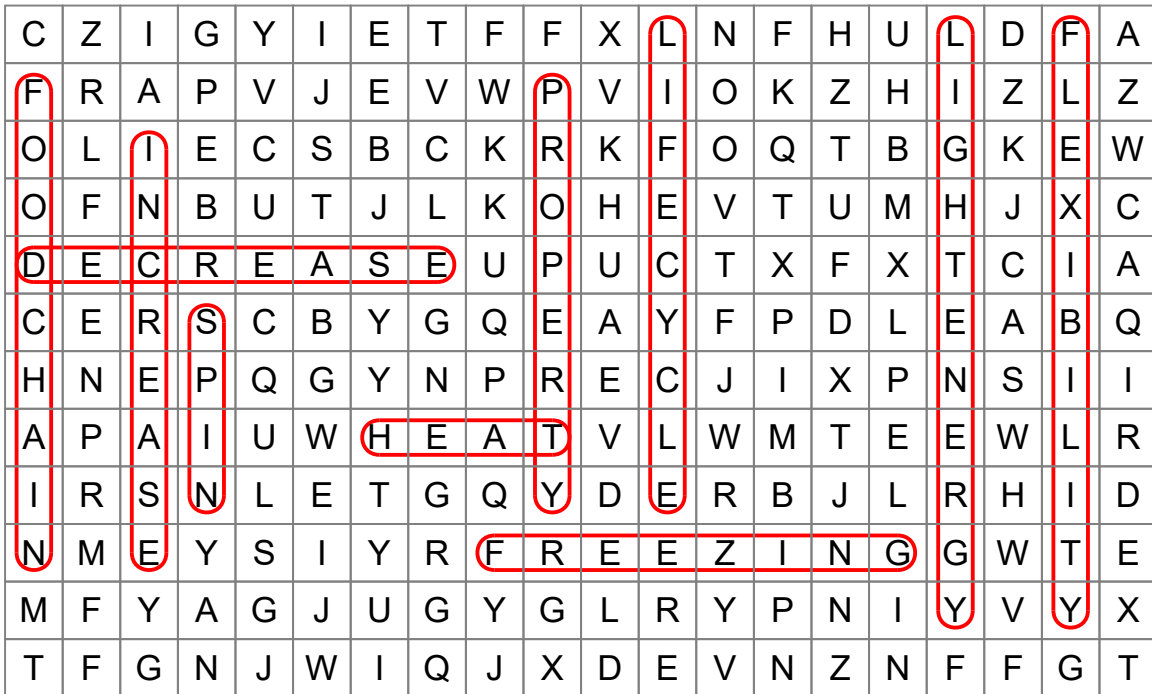 C Z I G Y I E T F F X L N F H U L D F A
F R A P V J E V W P V I O K Z H I Z L Z
O L I E C S B C K R K F O Q T B G K E W
O F N B U T J L K O H E V T U M H J X C
D E C R E A S E U P U C T X F X T C I A
C E R S C B Y G Q E A Y F P D L E A B Q
H N E P Q G Y N P R E C J I X P N S I I
A P A I U W H E A T V L W M T E E W L R
I R S N L E T G Q Y D E R B J L R H I D
N M E Y S I Y R F R E E Z I N G G W T E
M F Y A G J U G Y G L R Y P N I Y V Y X
T F G N J W I Q J X D E V N Z N F F G T